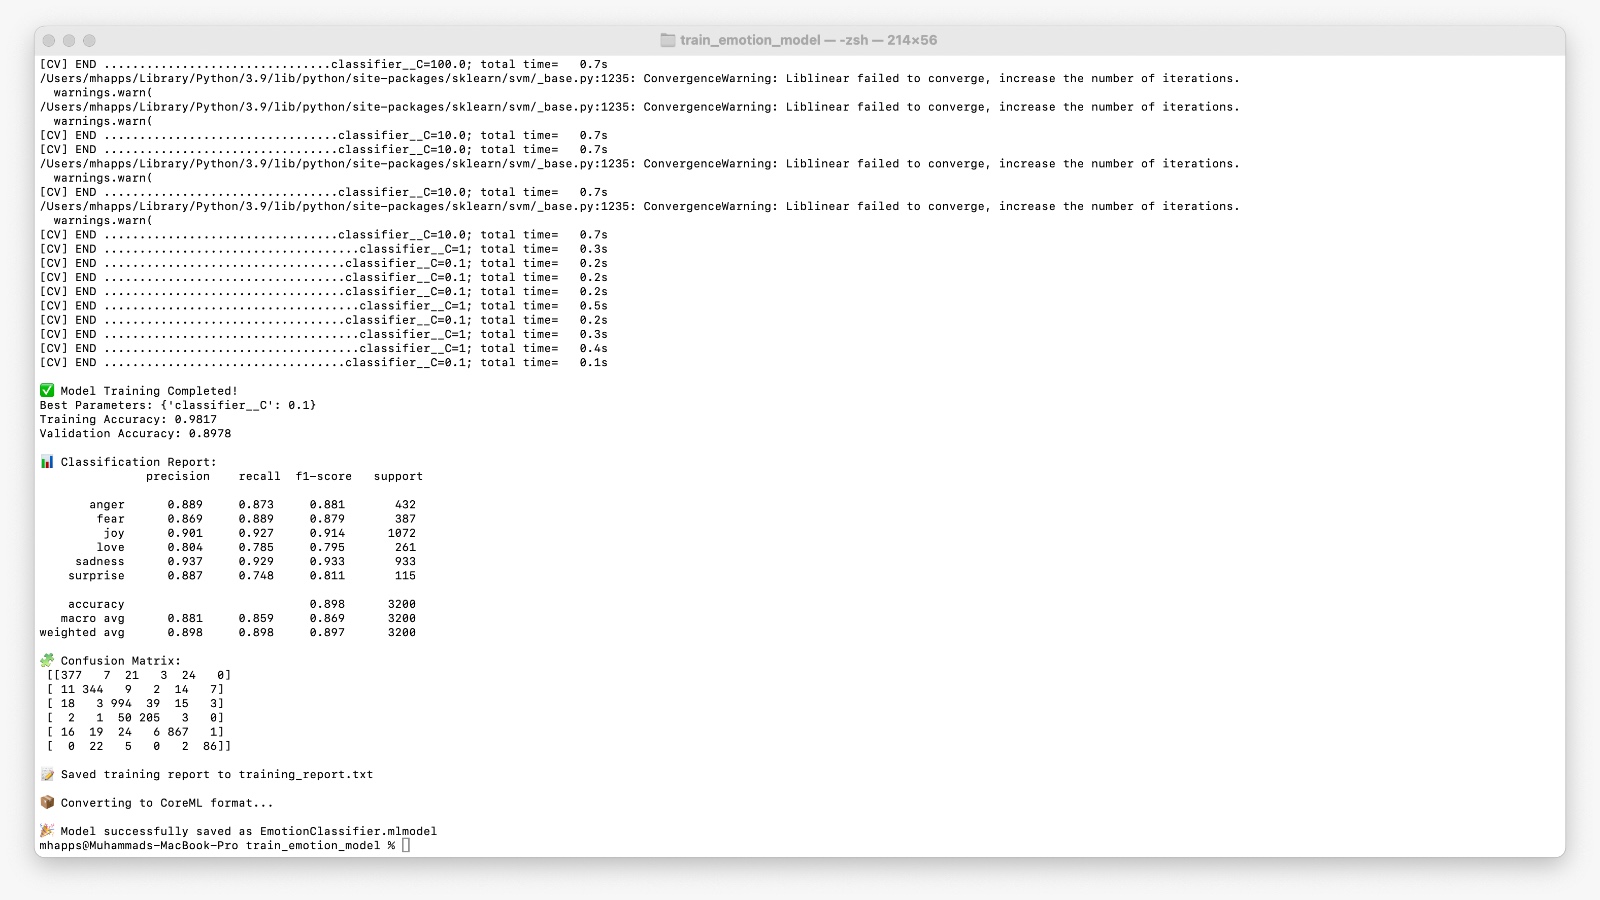 train_emotion_model — -zsh — 214×56
[CV] END ................................classifier__C=100.0; total time=   0.7s
/Users/mhapps/Library/Python/3.9/lib/python/site-packages/sklearn/svm/_base.py:1235: ConvergenceWarning: Liblinear failed to converge, increase the number of iterations.
  warnings.warn(
/Users/mhapps/Library/Python/3.9/lib/python/site-packages/sklearn/svm/_base.py:1235: ConvergenceWarning: Liblinear failed to converge, increase the number of iterations.
  warnings.warn(
[CV] END .................................classifier__C=10.0; total time=   0.7s
[CV] END .................................classifier__C=10.0; total time=   0.7s
/Users/mhapps/Library/Python/3.9/lib/python/site-packages/sklearn/svm/_base.py:1235: ConvergenceWarning: Liblinear failed to converge, increase the number of iterations.
  warnings.warn(
[CV] END .................................classifier__C=10.0; total time=   0.7s
/Users/mhapps/Library/Python/3.9/lib/python/site-packages/sklearn/svm/_base.py:1235: ConvergenceWarning: Liblinear failed to converge, increase the number of iterations.
  warnings.warn(
[CV] END .................................classifier__C=10.0; total time=   0.7s
[CV] END ....................................classifier__C=1; total time=   0.3s
[CV] END ..................................classifier__C=0.1; total time=   0.2s
[CV] END ..................................classifier__C=0.1; total time=   0.2s
[CV] END ..................................classifier__C=0.1; total time=   0.2s
[CV] END ....................................classifier__C=1; total time=   0.5s
[CV] END ..................................classifier__C=0.1; total time=   0.2s
[CV] END ....................................classifier__C=1; total time=   0.3s
[CV] END ....................................classifier__C=1; total time=   0.4s
[CV] END ..................................classifier__C=0.1; total time=   0.1s
✅ Model Training Completed!
Best Parameters: {'classifier__C': 0.1}
Training Accuracy: 0.9817
Validation Accuracy: 0.8978
📊 Classification Report:
               precision    recall  f1-score   support
       anger      0.889     0.873     0.881       432
        fear      0.869     0.889     0.879       387
         joy      0.901     0.927     0.914      1072
        love      0.804     0.785     0.795       261
     sadness      0.937     0.929     0.933       933
    surprise      0.887     0.748     0.811       115
    accuracy                          0.898      3200
   macro avg      0.881     0.859     0.869      3200
weighted avg      0.898     0.898     0.897      3200
🧩 Confusion Matrix:
 [[377   7  21   3  24   0]
 [ 11 344   9   2  14   7]
 [ 18   3 994  39  15   3]
 [  2   1  50 205   3   0]
 [ 16  19  24   6 867   1]
 [  0  22   5   0   2  86]]
📝 Saved training report to training_report.txt
📦 Converting to CoreML format...
🎉 Model successfully saved as EmotionClassifier.mlmodel
mhapps@Muhammads-MacBook-Pro train_emotion_model %